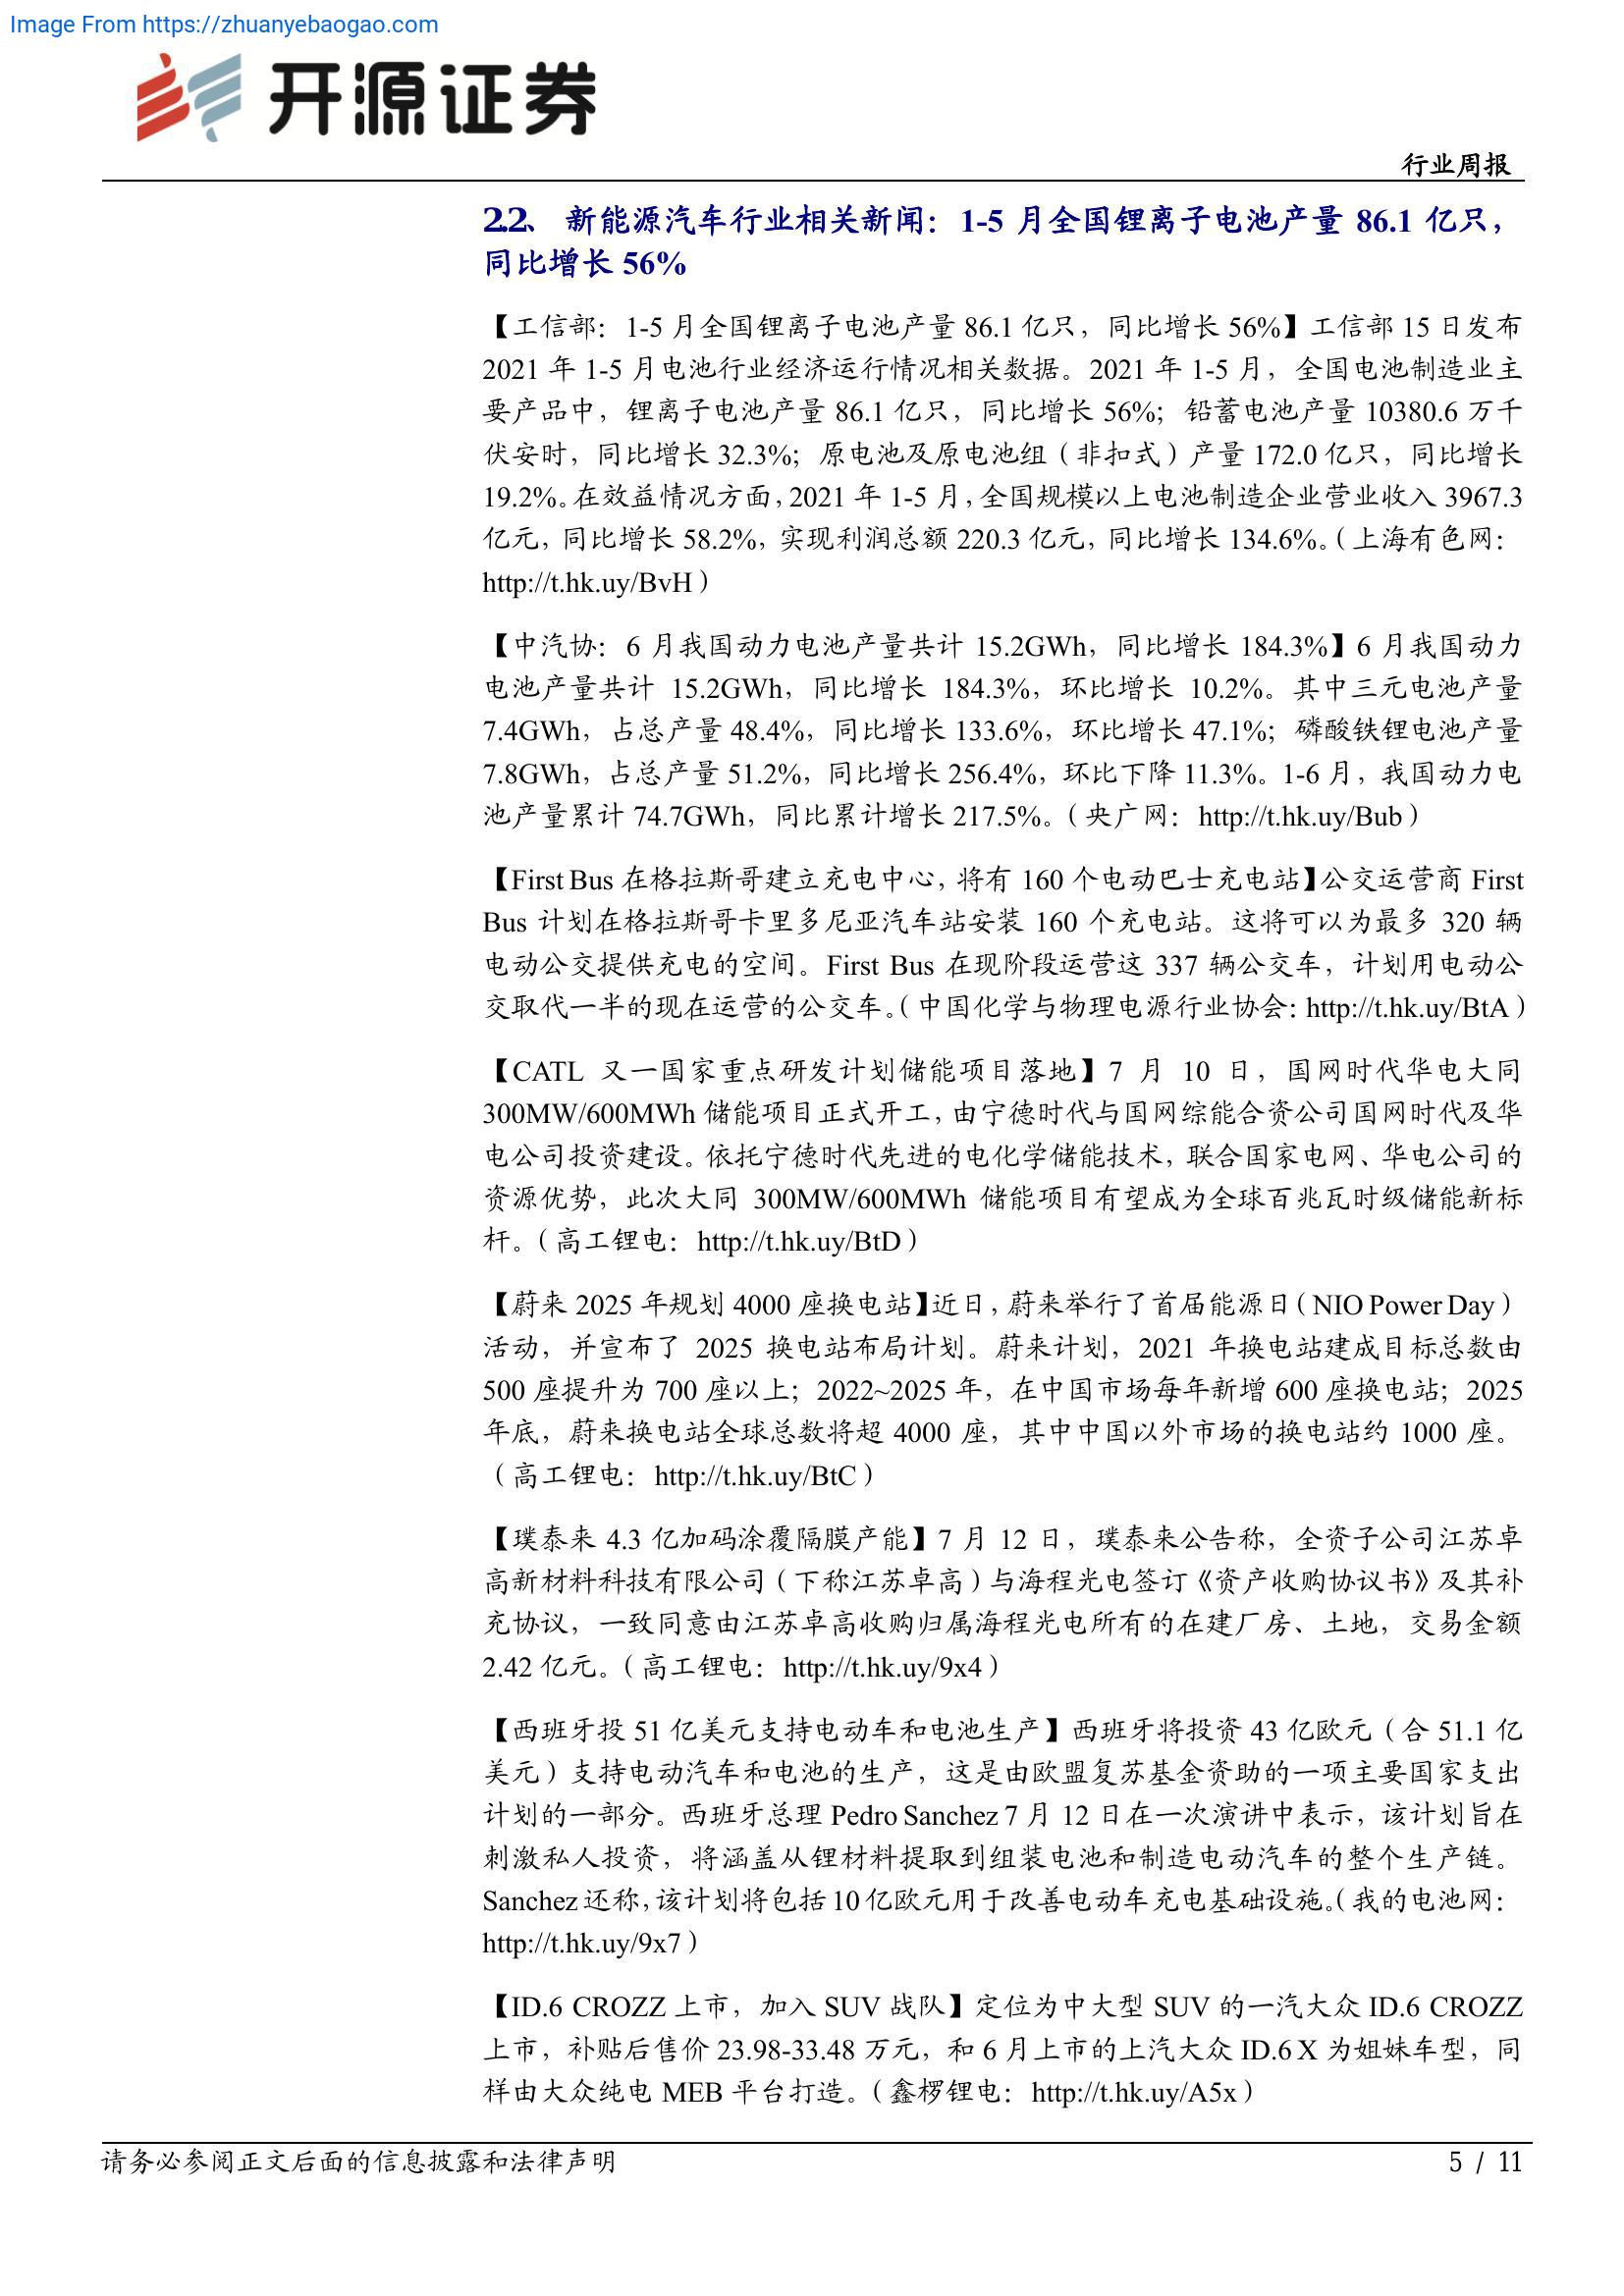 Image From https://zhuanyebaogao.com
开源证券
行业周报
2.2、 新能源汽车行业相关新闻：1-5 月全国锂离子电池产量 86.1 亿只，
同比增长 56%
【工信部：1-5 月全国锂离子电池产量 86.1 亿只，同比增长 56%】工信部 15 日发布
2021 年 1-5 月电池行业经济运行情况相关数据。2021 年 1-5 月，全国电池制造业主
要产品中，锂离子电池产量 86.1 亿只，同比增长 56%；铅蓄电池产量 10380.6 万千
伏安时，同比增长 32.3%；原电池及原电池组（非扣式）产量 172.0 亿只，同比增长
19.2%。在效益情况方面，2021 年 1-5 月，全国规模以上电池制造企业营业收入 3967.3
亿元，同比增长 58.2%，实现利润总额 220.3 亿元，同比增长 134.6%。（上海有色网：
http://t.hk.uy/BvH）
【中汽协：6 月我国动力电池产量共计 15.2GWh，同比增长 184.3%】6 月我国动力
电池产量共计 15.2GWh，同比增长 184.3%，环比增长 10.2%。其中三元电池产量
7.4GWh，占总产量 48.4%，同比增长 133.6%，环比增长 47.1%；磷酸铁锂电池产量
7.8GWh，占总产量 51.2%，同比增长 256.4%，环比下降 11.3%。1-6 月，我国动力电
池产量累计 74.7GWh，同比累计增长 217.5%。（央广网：http://t.hk.uy/Bub）
【First Bus 在格拉斯哥建立充电中心，将有 160 个电动巴士充电站】公交运营商 First
Bus 计划在格拉斯哥卡里多尼亚汽车站安装 160 个充电站。这将可以为最多 320 辆
电动公交提供充电的空间。First Bus 在现阶段运营这 337 辆公交车，计划用电动公
交取代一半的现在运营的公交车。（中国化学与物理电源行业协会：http://t.hk.uy/BtA）
【CATL 又一国家重点研发计划储能项目落地】7 月 10 日，国网时代华电大同
300MW/600MWh 储能项目正式开工，由宁德时代与国网综能合资公司国网时代及华
电公司投资建设。依托宁德时代先进的电化学储能技术，联合国家电网、华电公司的
资源优势，此次大同 300MW/600MWh 储能项目有望成为全球百兆瓦时级储能新标
杆。（高工锂电：http://t.hk.uy/BtD）
【蔚来 2025 年规划 4000 座换电站】近日，蔚来举行了首届能源日（NIO Power Day）
活动，并宣布了 2025 换电站布局计划。蔚来计划，2021 年换电站建成目标总数由
500 座提升为 700 座以上；2022~2025 年，在中国市场每年新增 600 座换电站；2025
年底，蔚来换电站全球总数将超 4000 座，其中中国以外市场的换电站约 1000 座。
（高工锂电：http://t.hk.uy/BtC）
【璞泰来 4.3 亿加码涂覆隔膜产能】7 月 12 日，璞泰来公告称，全资子公司江苏卓
高新材料科技有限公司（下称江苏卓高）与海程光电签订《资产收购协议书》及其补
充协议，一致同意由江苏卓高收购归属海程光电所有的在建厂房、土地，交易金额
2.42 亿元。（高工锂电：http://t.hk.uy/9x4）
【西班牙投 51 亿美元支持电动车和电池生产】西班牙将投资 43 亿欧元（合 51.1 亿
美元）支持电动汽车和电池的生产，这是由欧盟复苏基金资助的一项主要国家支出
计划的一部分。西班牙总理 Pedro Sanchez 7 月 12 日在一次演讲中表示，该计划旨在
刺激私人投资，将涵盖从锂材料提取到组装电池和制造电动汽车的整个生产链。
Sanchez 还称，该计划将包括 10 亿欧元用于改善电动车充电基础设施。（我的电池网：
http://t.hk.uy/9x7）
【ID.6 CROZZ 上市，加入 SUV 战队】定位为中大型 SUV 的一汽大众 ID.6 CROZZ
上市，补贴后售价 23.98-33.48 万元，和 6 月上市的上汽大众 ID.6 X 为姐妹车型，同
样由大众纯电 MEB 平台打造。（鑫椤锂电：http://t.hk.uy/A5x）
请务必参阅正文后面的信息披露和法律声明
5 / 11